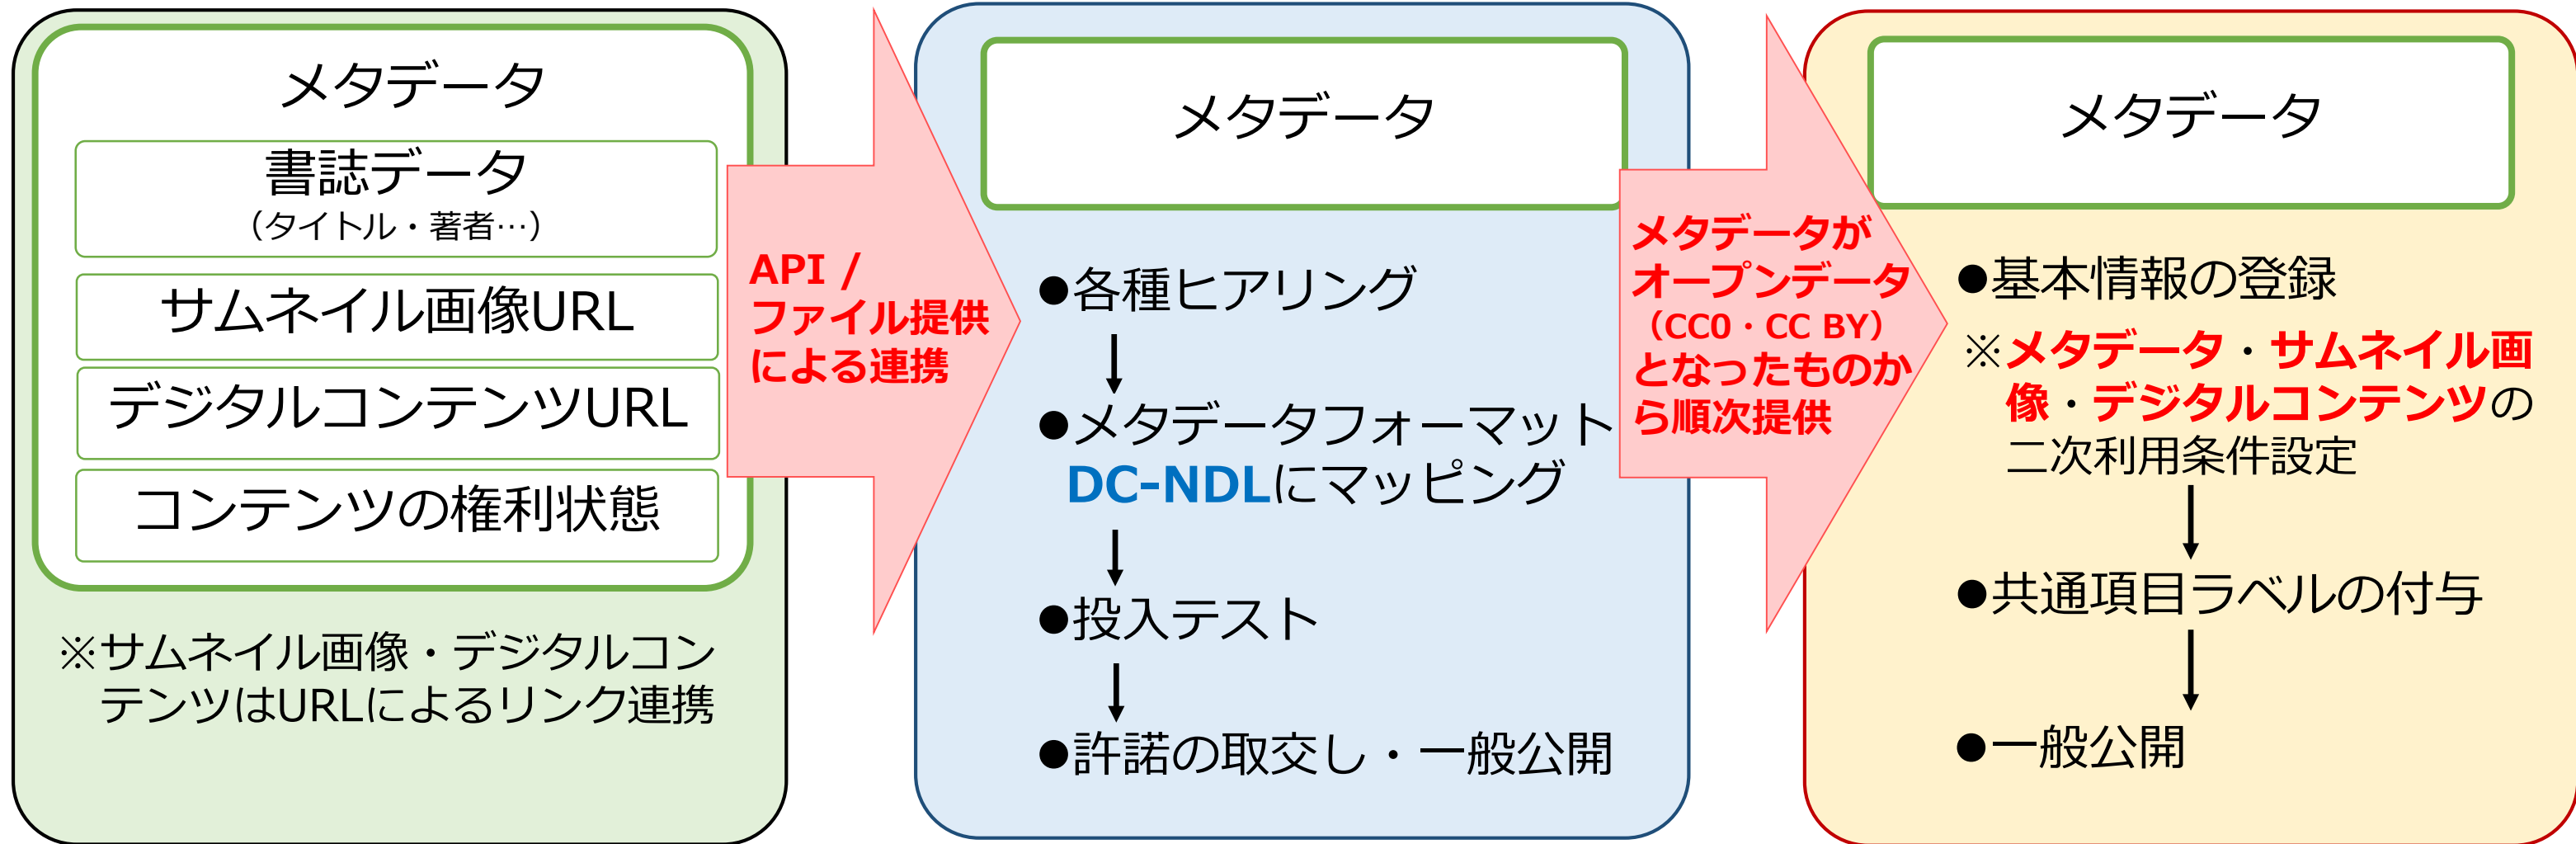 メタデータ
書誌データ
（タイトル・著者…）
サムネイル画像URL
デジタルコンテンツURL
コンテンツの権利状態
※サムネイル画像・デジタルコン
テンツはURLによるリンク連携
API /
ファイル提供
による連携
メタデータ
●各種ヒアリング
●メタデータフォーマット
DC-NDLにマッピング
●投入テスト
●許諾の取交し・一般公開
メタデータが
オープンデータ
（CC0・CC BY）
となったものか
ら順次提供
メタデータ
●基本情報の登録
※メタデータ・サムネイル画
像・デジタルコンテンツの
二次利用条件設定
●共通項目ラベルの付与
●一般公開